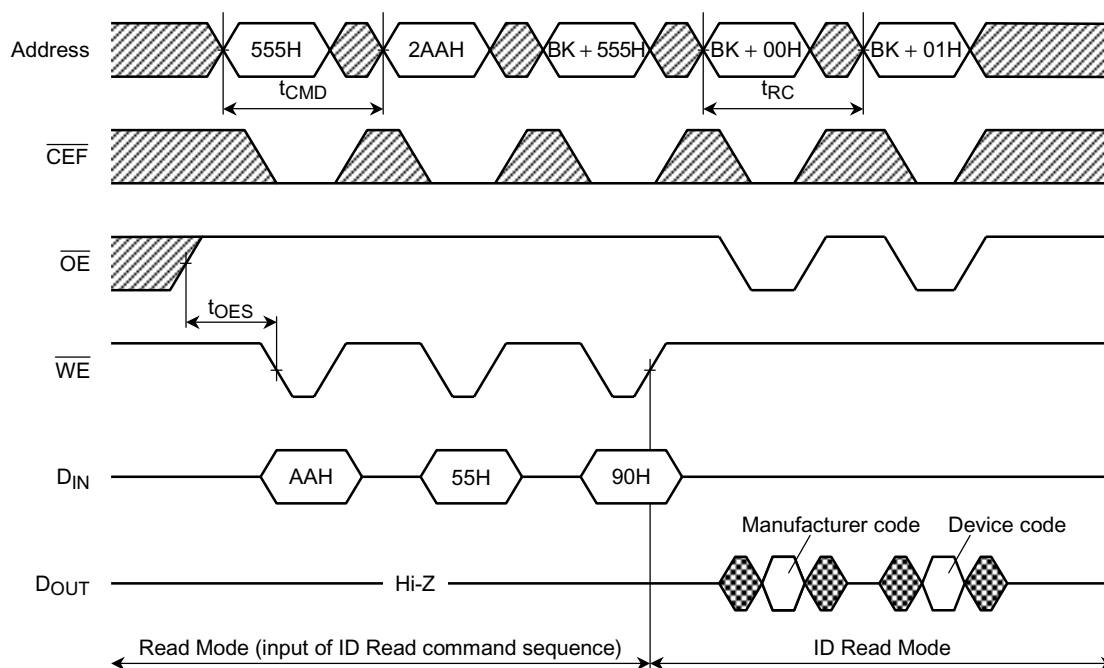 Address 555H 2AAH BK + 555H BK + 00H BK + 01H
tCMD tRC
CEF
OE
tOES
WE
DIN AAH 55H 90H
Manufacturer code Device code
DOUT Hi-Z
Read Mode (input of ID Read command sequence) ID Read Mode